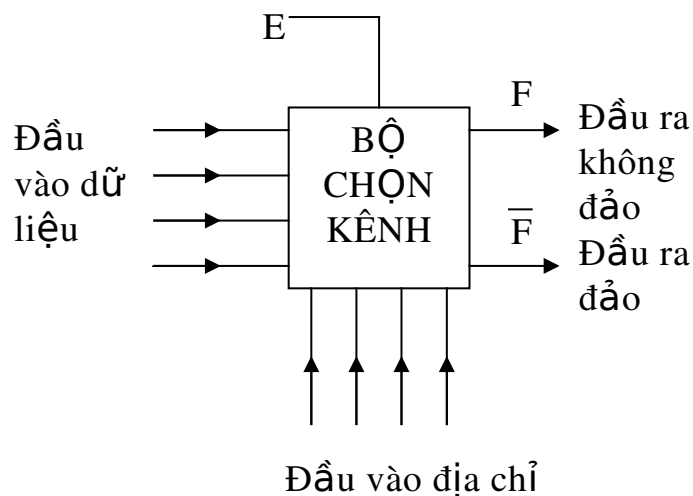 E
Đầu
vào dữ
liệu
BỘ
CHỌN
KÊNH
F
Đầu ra
không
đảo
F̅
Đầu ra
đảo
Đầu vào địa chỉ